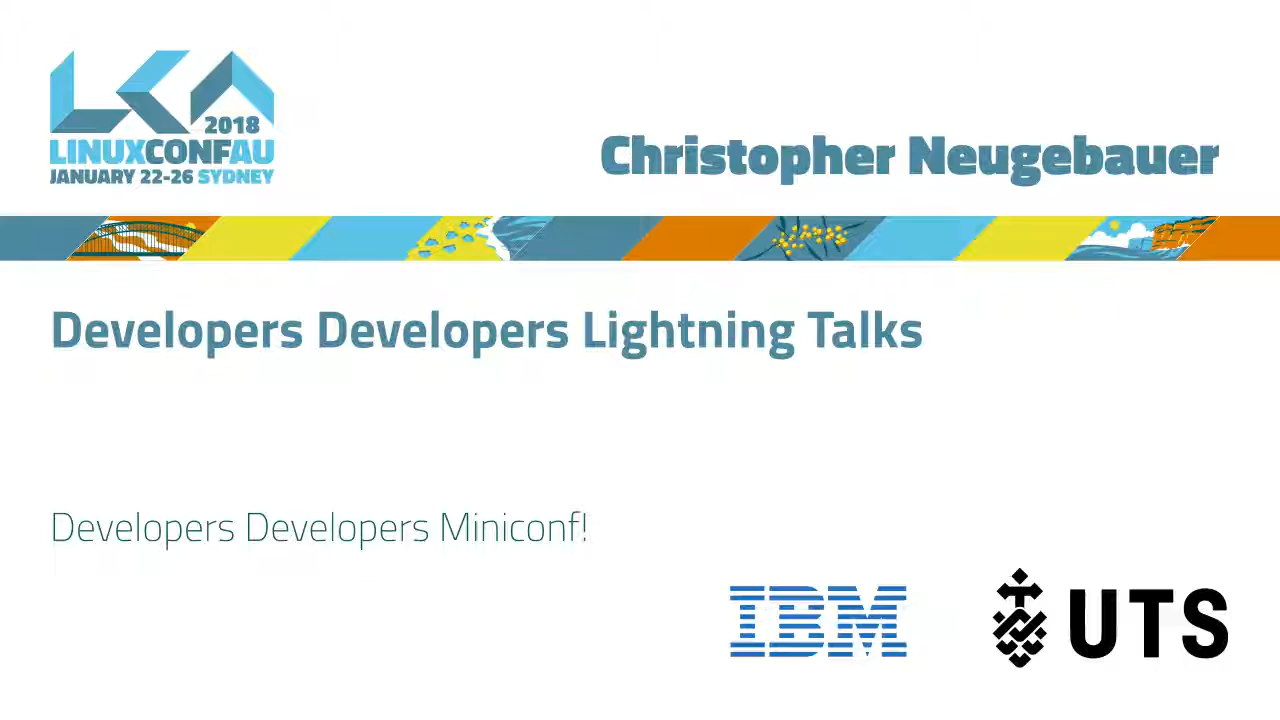 2018
LINUXCONFAU
JANUARY 22-26 SYDNEY
Christopher Neugebauer
Developers Developers Lightning Talks
Developers Developers Miniconf!
IBM
UTS